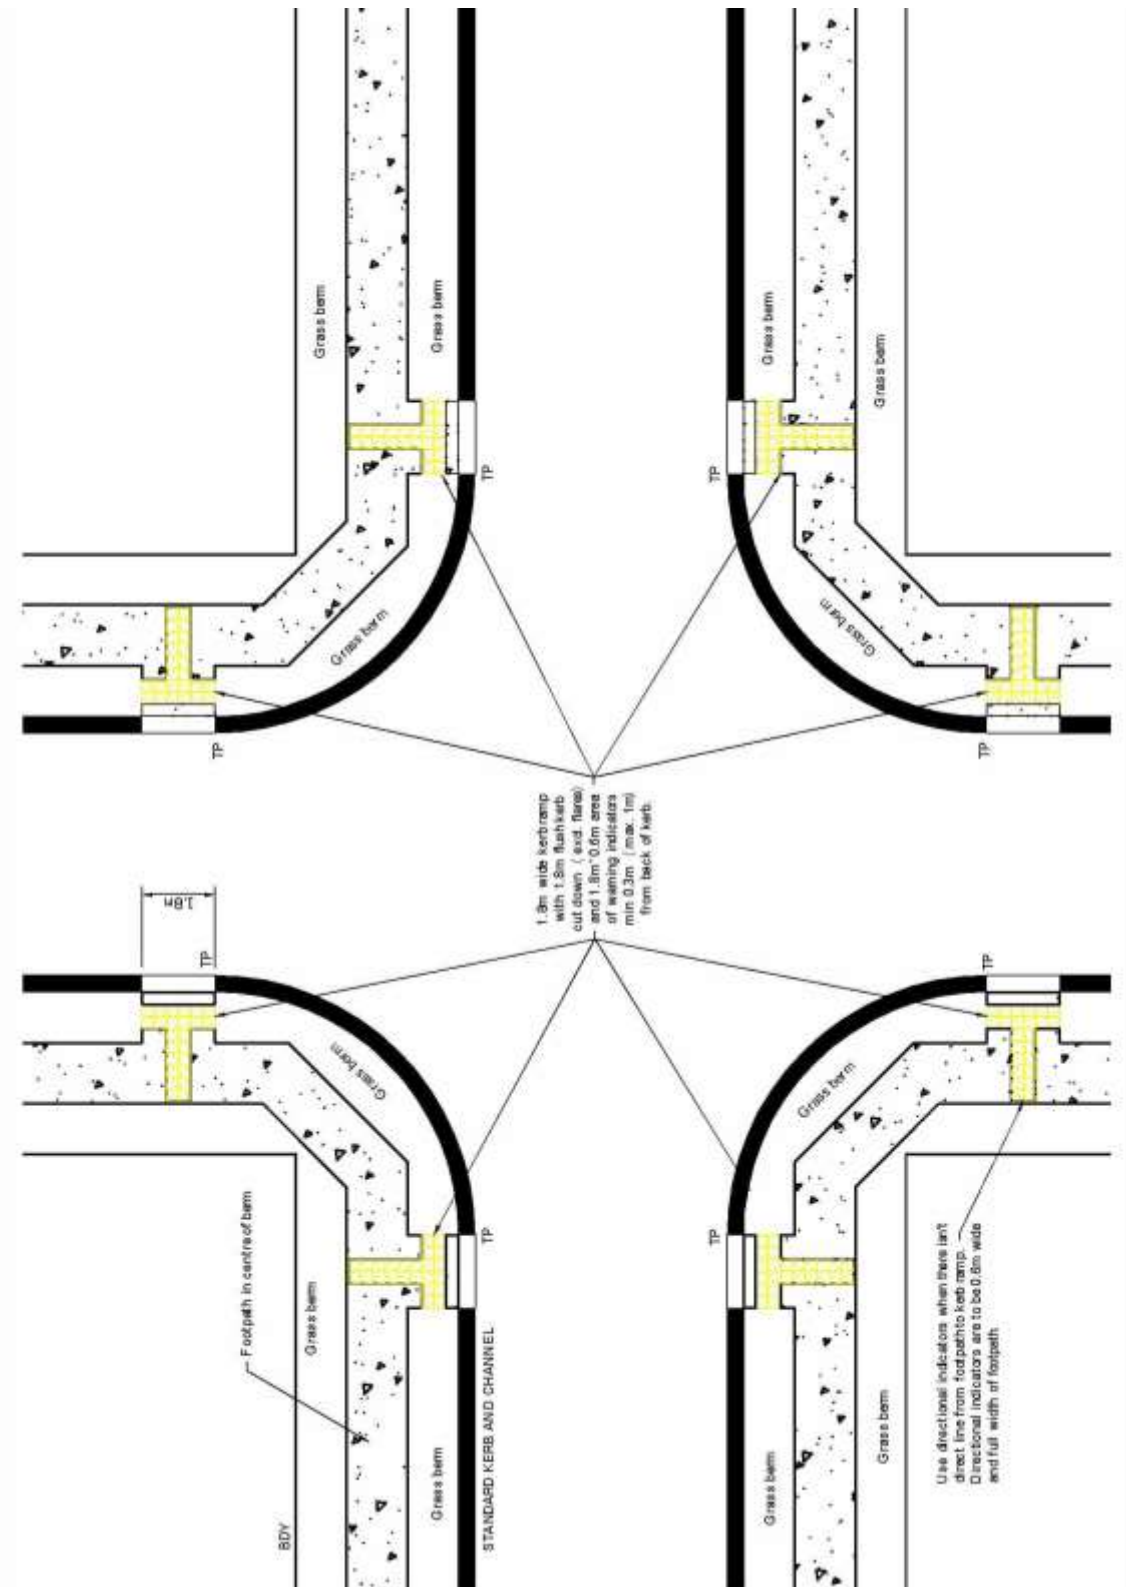 Grass berm
Grass berm
Grass berm
Grass berm
TP
TP
Grass berm
Grass berm
TP
TP
1.8m wide kerb ramp
with 1.8m flush kerb
cut down ( excl. flares)
and 1.8m*0.6m area
of warning indicators
min 0.3m ( max. 1m)
from back of kerb.
1.8m
TP
TP
Grass berm
Grass berm
TP
TP
Footpath in centre of berm
Grass berm
Grass berm
BDY
STANDARD KERB AND CHANNEL
Grass berm
Grass berm
Use directional indicators when there isn't
direct line from footpath to kerb ramp.
Directional indicators are to be 0.6m wide
and full width of footpath